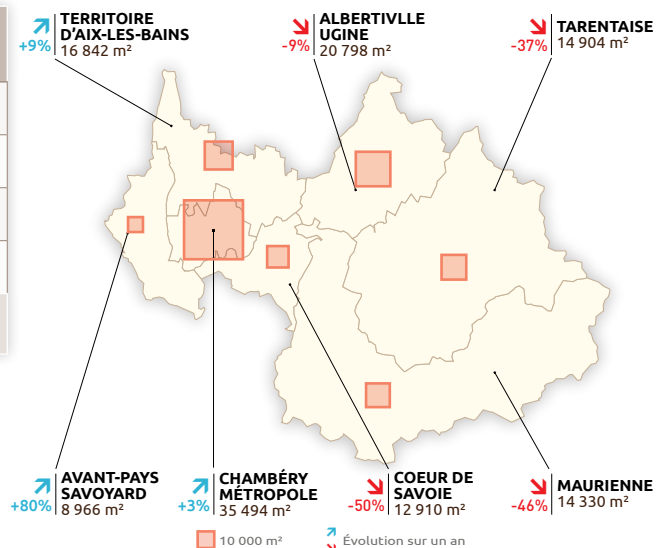 TERRITOIRE
D'AIX-LES-BAINS
+9%
16 842 m²
ALBERTIVLLE
UGINE
-9%
20 798 m²
TARENTAISE
-37%
14 904 m²
AVANT-PAYS
SAVOYARD
+80%
8 966 m²
CHAMBÉRY
MÉTROPOLE
+3%
35 494 m²
COEUR DE
SAVOIE
-50%
12 910 m²
MAURIENNE
-46%
14 330 m²
10 000 m²
Évolution sur un an